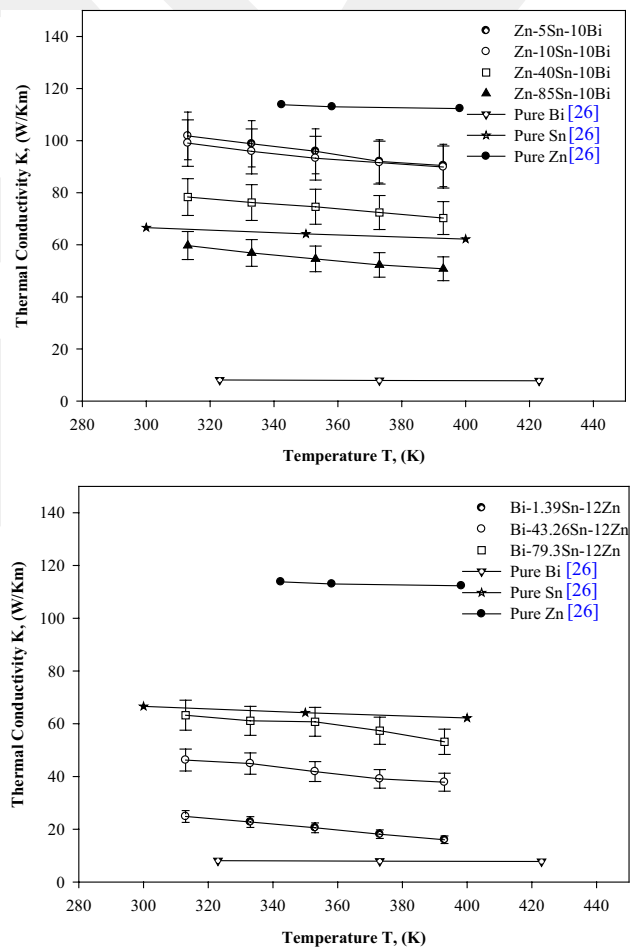 140
120
100
80
60
40
20
0
Thermal Conductivity K, (W/Km)
Zn-5Sn-10Bi
Zn-10Sn-10Bi
Zn-40Sn-10Bi
Zn-85Sn-10Bi
Pure Bi [26]
Pure Sn [26]
Pure Zn[26]
280 300 320 340 360 380 400 420 440
Temperature T, (K)
140
120
100
80
60
40
20
0
Thermal Conductivity K, (W/Km)
Bi-1.39Sn-12Zn
Bi-43.26Sn-12Zn
Bi-79.3Sn-12Zn
Pure Bi [26]
Pure Sn [26]
Pure Zn [26]
280 300 320 340 360 380 400 420 440
Temperature T, (K)